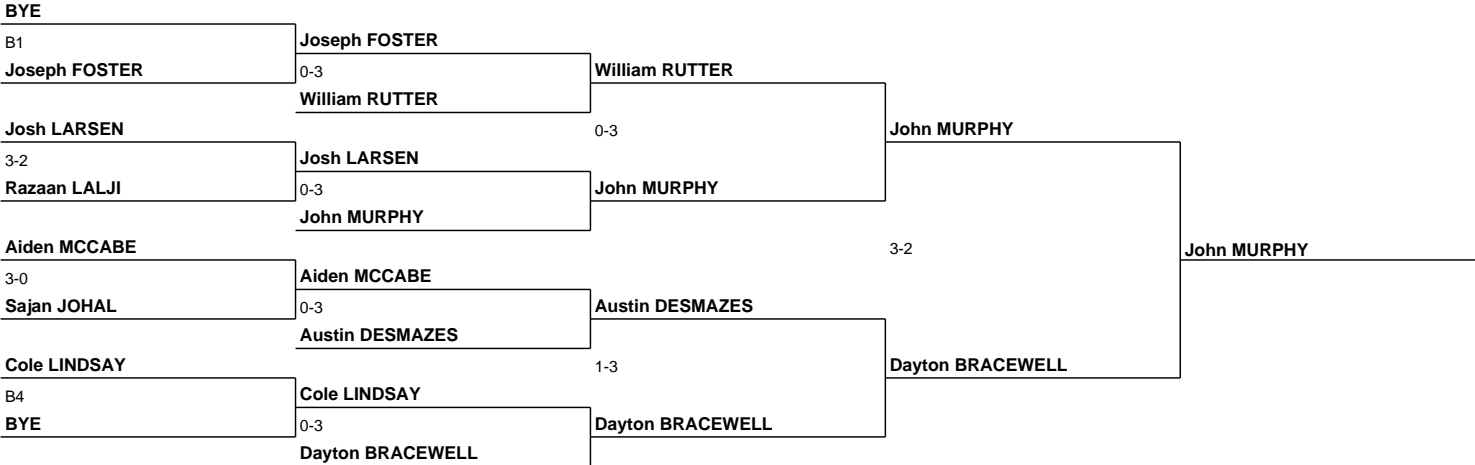 BYE
B1
Joseph FOSTER
Joseph FOSTER
0-3
William RUTTER
William RUTTER
Josh LARSEN
3-2
Razaan LALJI
Josh LARSEN
0-3
John MURPHY
0-3
John MURPHY
John MURPHY
Aiden MCCABE
3-0
Sajan JOHAL
Aiden MCCABE
0-3
Austin DESMAZES
Austin DESMAZES
3-2
John MURPHY
Cole LINDSAY
B4
BYE
Cole LINDSAY
0-3
Dayton BRACEWELL
1-3
Dayton BRACEWELL
Dayton BRACEWELL